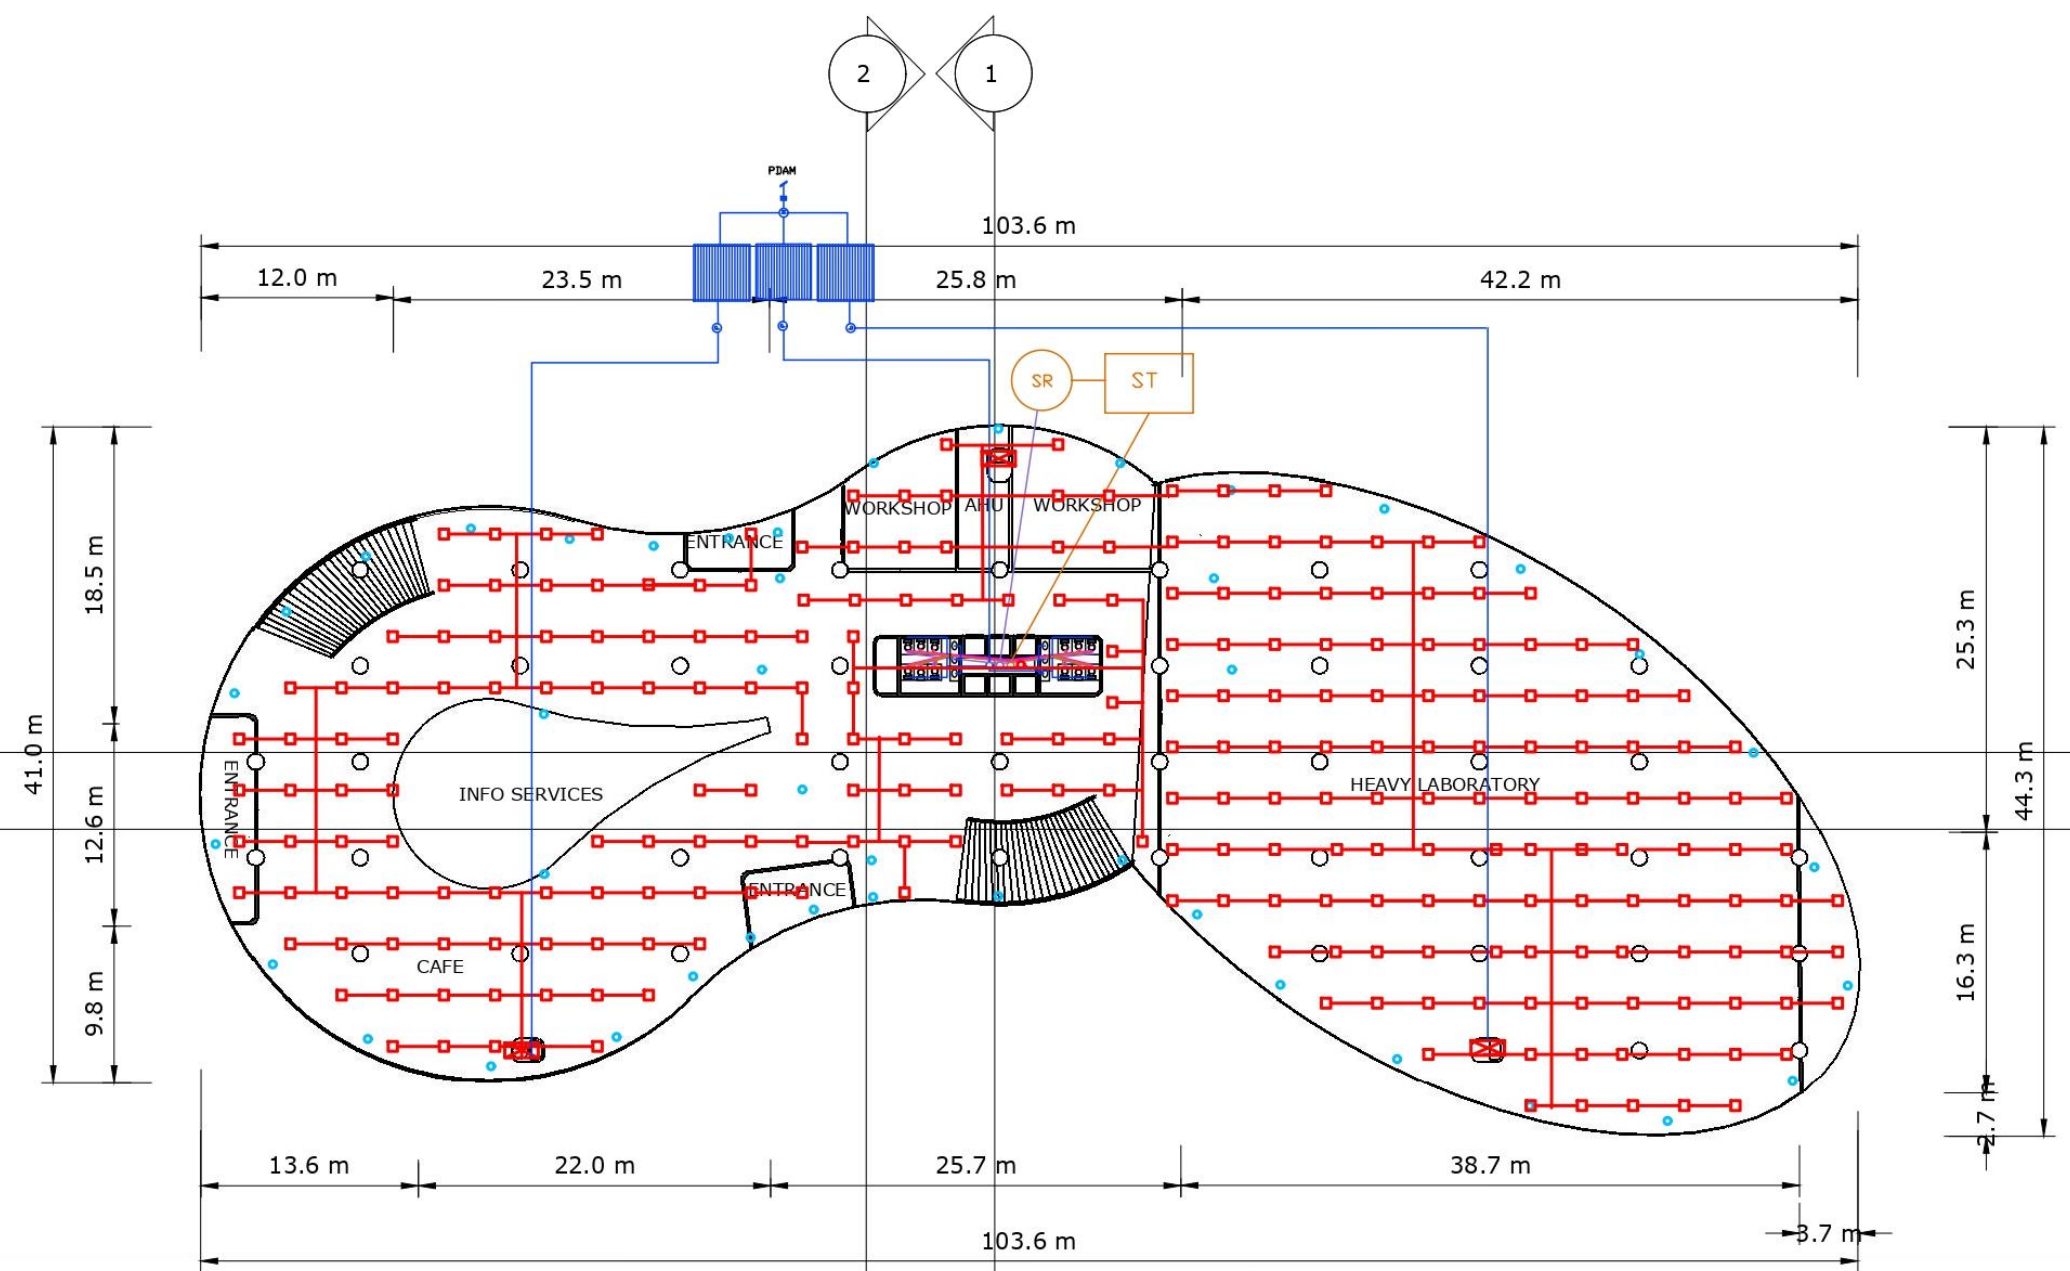 2
1
PDAM
103.6 m
12.0 m
23.5 m
25.8 m
42.2 m
SR
ST
WORKSHOP
AHU
WORKSHOP
ENTRANCE
18.5 m
25.3 m
41.0 m
44.3 m
ENTRANCE
INFO SERVICES
HEAVY LABORATORY
12.6 m
ENTRANCE
CAFE
9.8 m
16.3 m
2.7 m
13.6 m
22.0 m
25.7 m
38.7 m
3.7 m
103.6 m